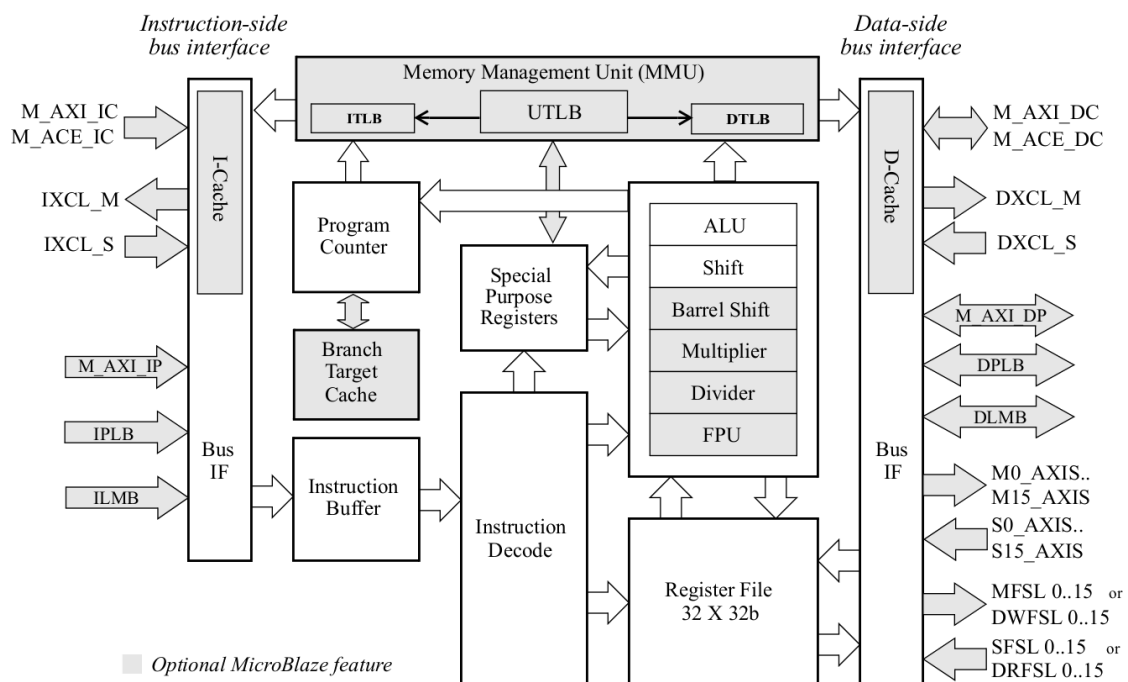 Instruction-side
bus interface
Data-side
bus interface
Memory Management Unit (MMU)
ITLB
UTLB
DTLB
M_AXI_IC
M_ACE_IC
IXCL_M
IXCL_S
I-Cache
M_AXI_IP
IPLB
ILMB
Bus
IF
Program
Counter
Branch
Target
Cache
Special
Purpose
Registers
Instruction
Buffer
Instruction
Decode
ALU
Shift
Barrel Shift
Multiplier
Divider
FPU
Register File
32 X 32b
D-Cache
Bus
IF
M_AXI_DC
M_ACE_DC
DXCL_M
DXCL_S
M_AXI_DP
DPLB
DLMB
M0_AXIS..
M15_AXIS
S0_AXIS..
S15_AXIS
MFSL 0..15 or
DWFSL 0..15
SFSL 0..15 or
DRFSL 0..15
Optional MicroBlaze feature